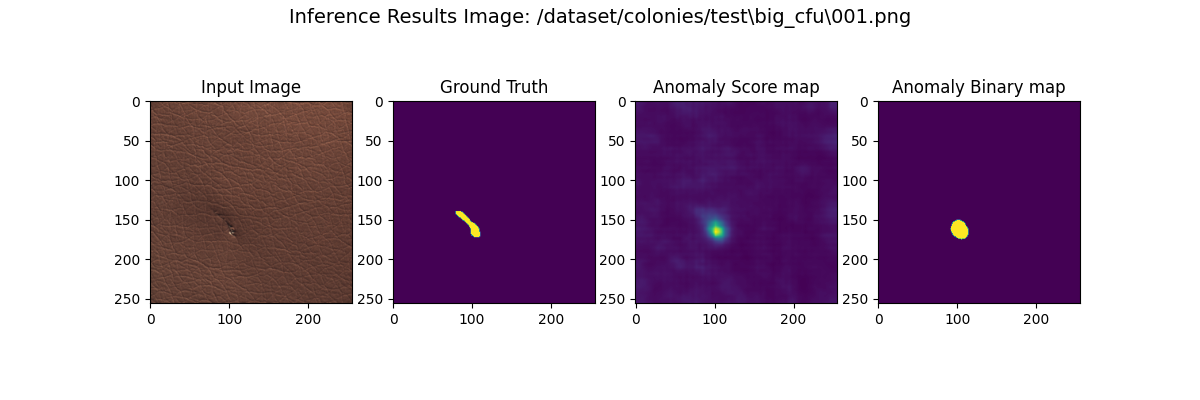 Inference Results Image: /dataset/colonies/test\big_cfu\001.png
Input Image
0
50
100
150
200
250
0 100 200
Ground Truth
0
50
100
150
200
250
0 100 200
Anomaly Score map
0
50
100
150
200
250
0 100 200
Anomaly Binary map
0
50
100
150
200
250
0 100 200